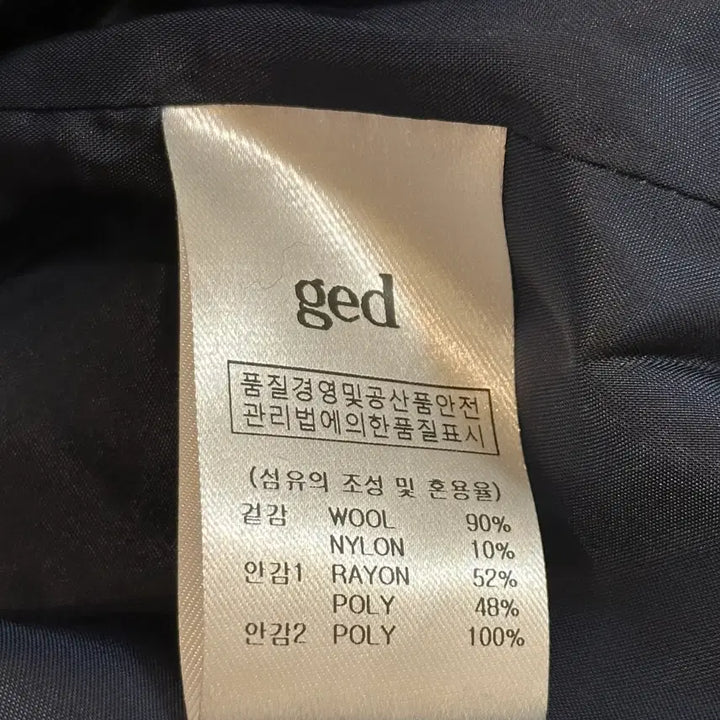 ged
품질경영및공산품안전
관리법에의한품질표시
(섬유의 조성 및 혼용율)
겉감 WOOL 90%
NYLON 10%
안감1 RAYON 52%
POLY 48%
안감2 POLY 100%